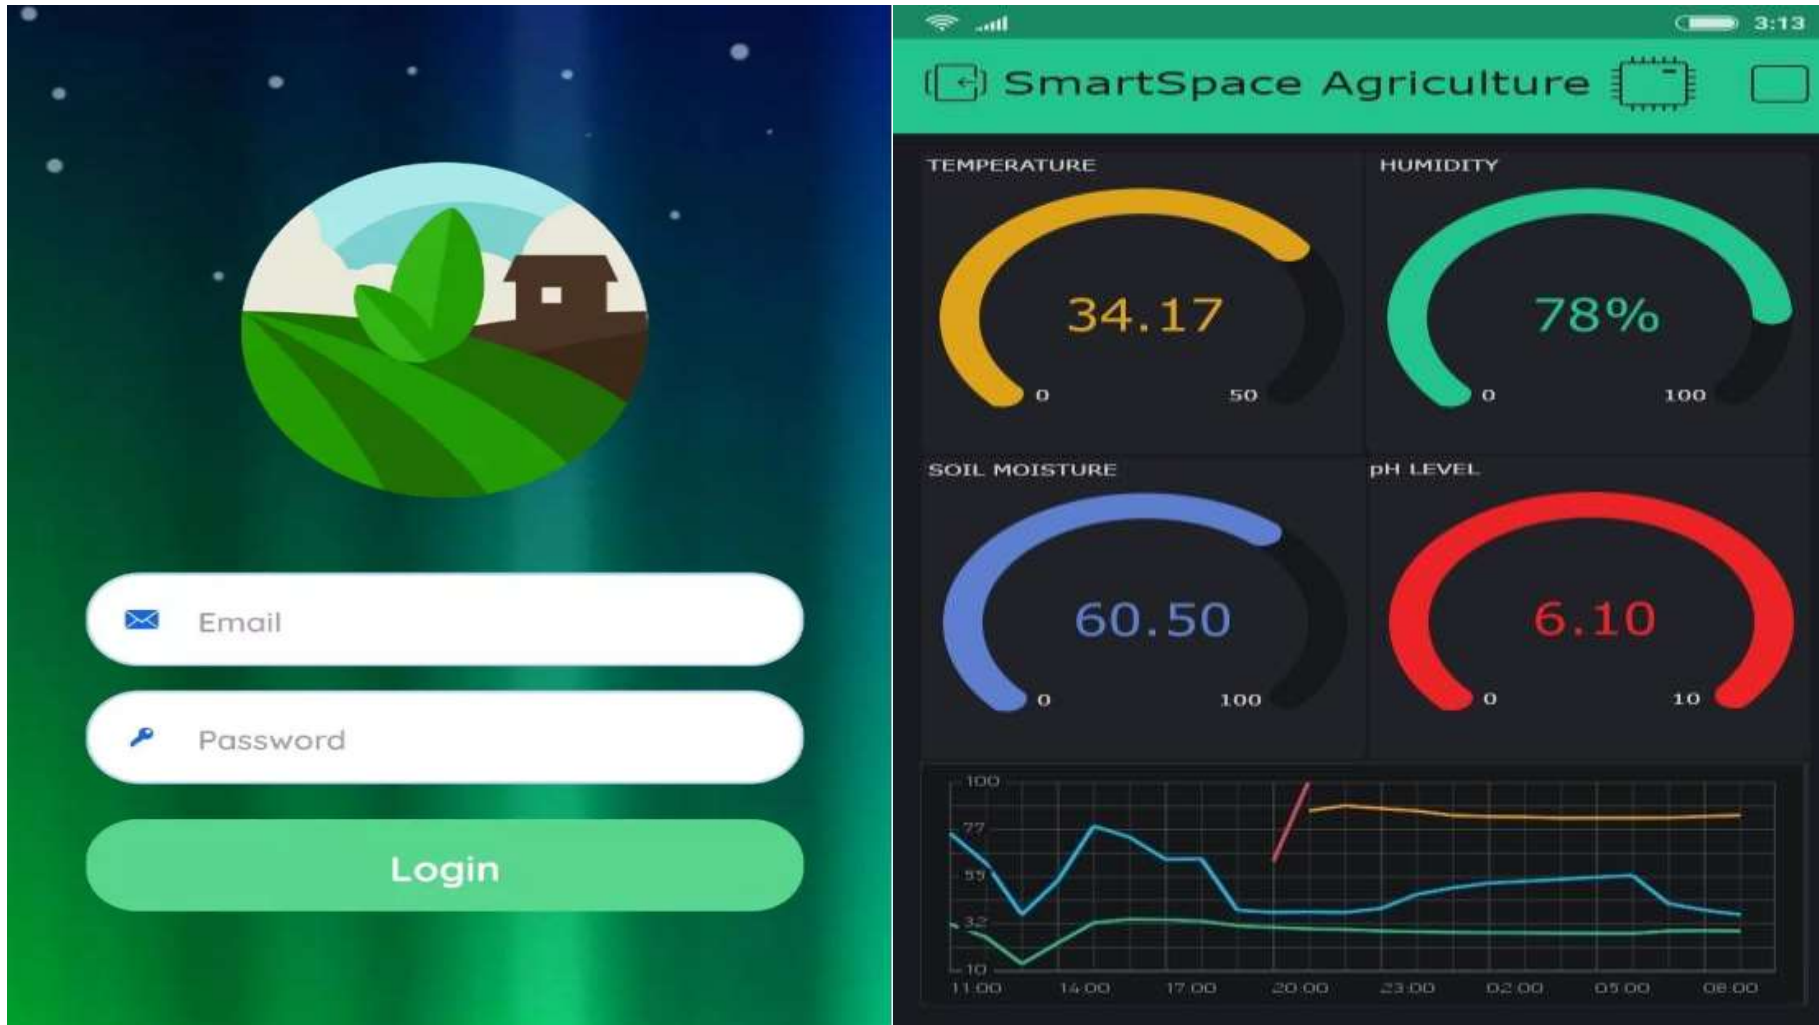 Email
Password
Login
3:13
SmartSpace Agriculture
TEMPERATURE
HUMIDITY
34.17
78%
0
50
0
100
SOIL MOISTURE
pH LEVEL
60.50
6.10
0
100
0
10
100
77
55
32
10
11:00 14:00 17:00 20:00 23:00 02:00 05:00 08:00